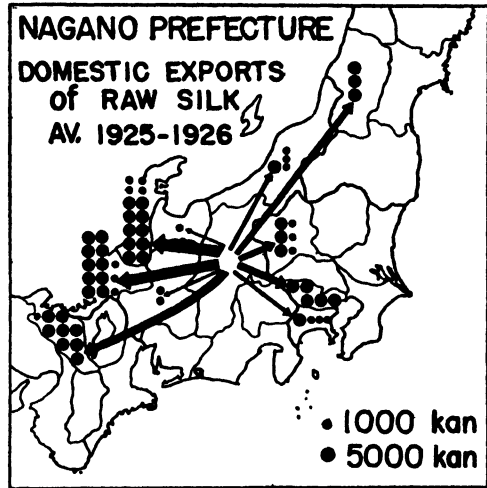 NAGANO PREFECTURE
DOMESTIC EXPORTS
of RAW SILK
AV. 1925-1926
1000 kan
5000 kan